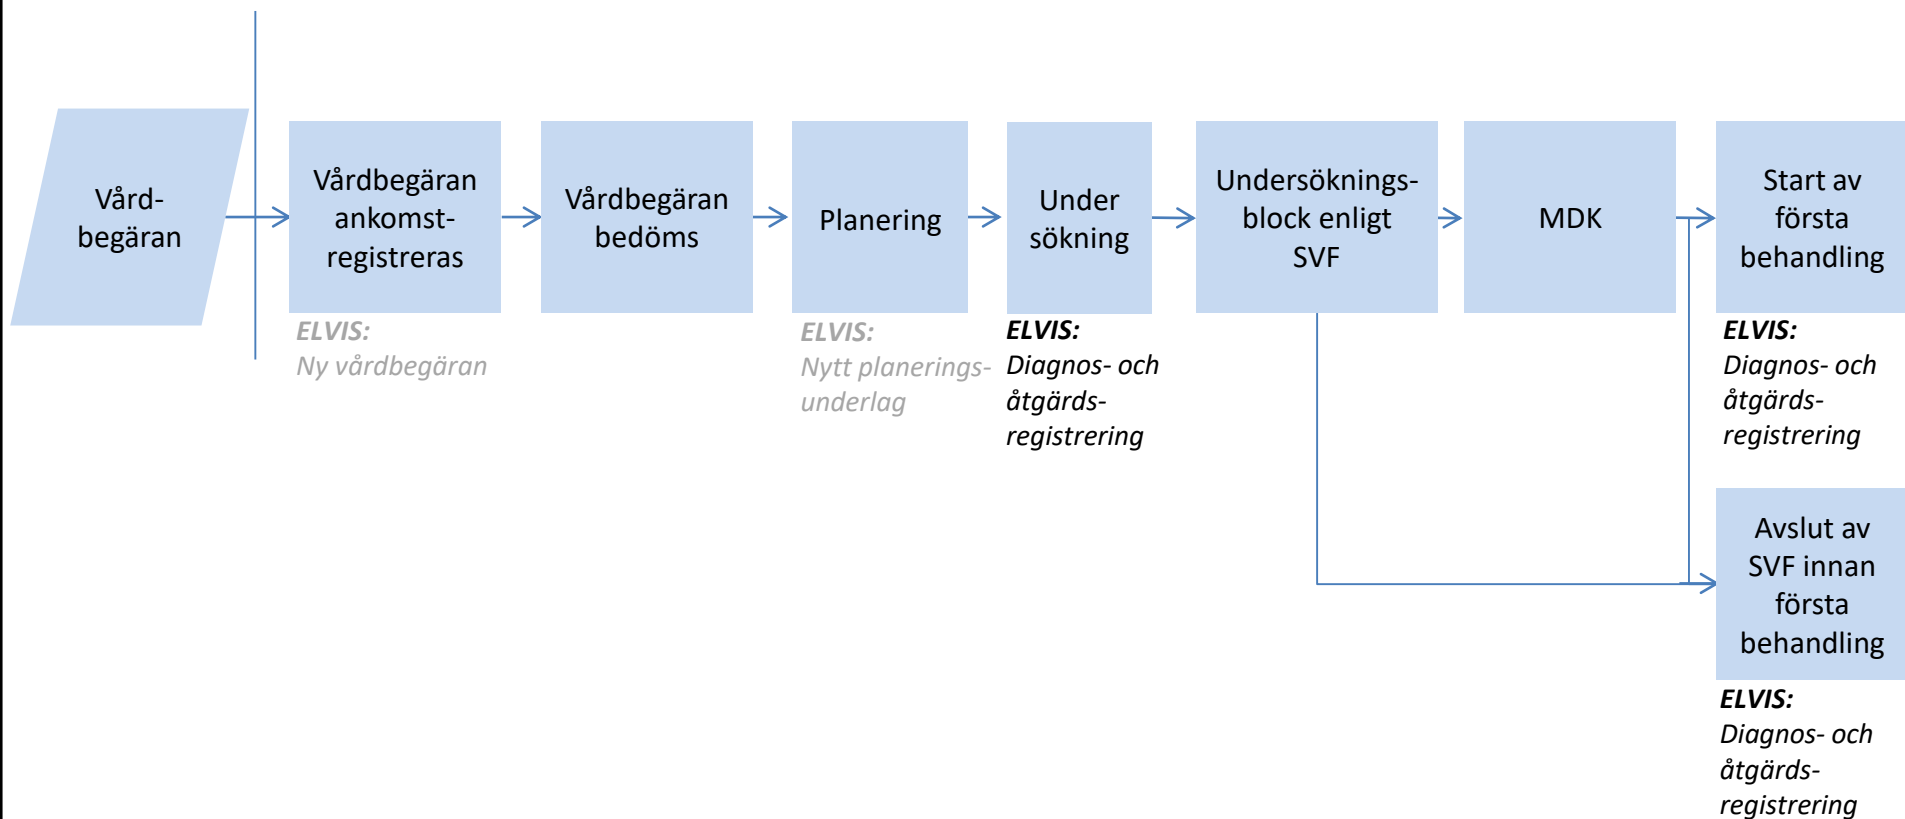 Vård-
begäran
Vårdbegäran
ankomst-
registreras
ELVIS:
Ny vårdbegäran
Vårdbegäran
bedöms
Planering
ELVIS:
Nytt planerings-
underlag
Under
sökning
ELVIS:
Diagnos- och
åtgärds-
registrering
Undersöknings-
block enligt
SVF
MDK
Start av
första
behandling
ELVIS:
Diagnos- och
åtgärds-
registrering
Avslut av
SVF innan
första
behandling
ELVIS:
Diagnos- och
åtgärds-
registrering